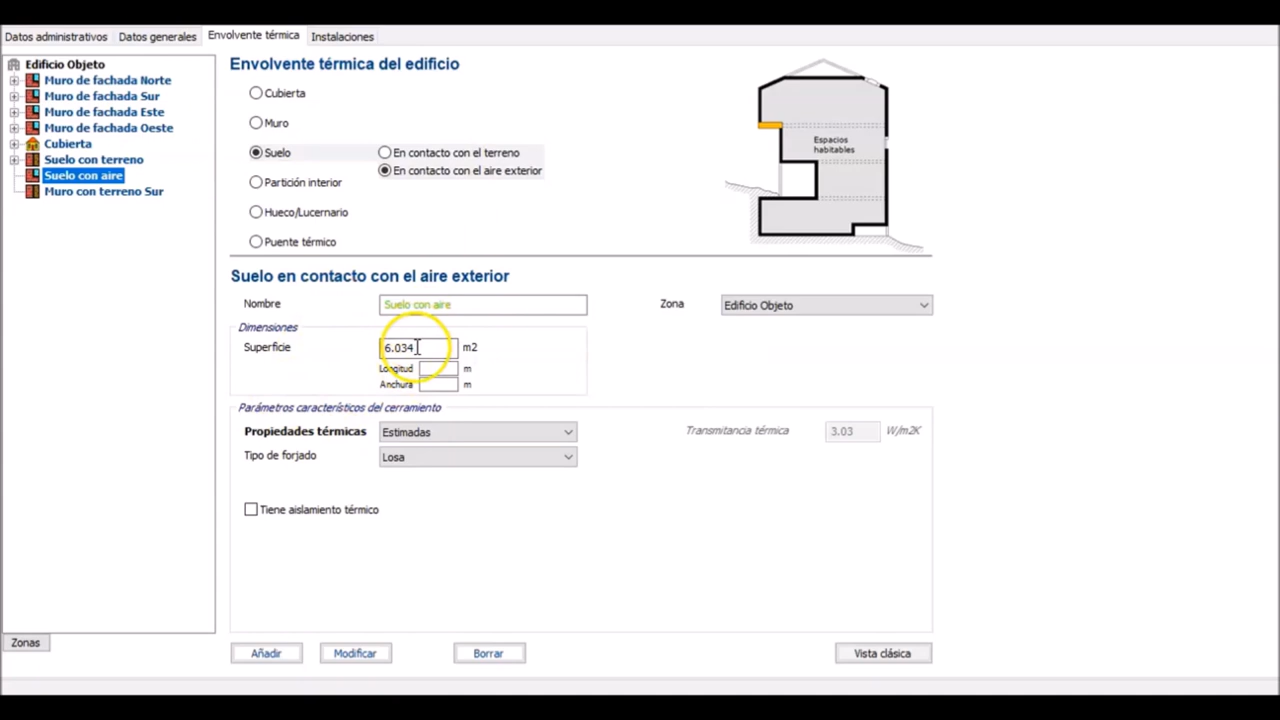 Datos administrativos Datos generales Envolvente térmica Instalaciones
Edificio Objeto
Muro de fachada Norte
Muro de fachada Sur
Muro de fachada Este
Muro de fachada Oeste
Cubierta
Suelo con terreno
Suelo con aire
Muro con terreno Sur
Zonas
Envolvente térmica del edificio
Cubierta
Muro
Suelo
En contacto con el terreno
En contacto con el aire exterior
Partición interior
Hueco/Lucernario
Puente térmico
Espacios
habitables
Suelo en contacto con el aire exterior
Nombre Suelo con aire Zona Edificio Objeto
Dimensiones
Superficie 6.034 m2
Longitud m
Anchura m
Parámetros característicos del cerramiento
Propiedades térmicas Estimadas Transmitancia térmica 3.03 W/m2K
Tipo de forjado Losa
Tiene aislamiento térmico
Añadir Modificar Borrar Vista clásica